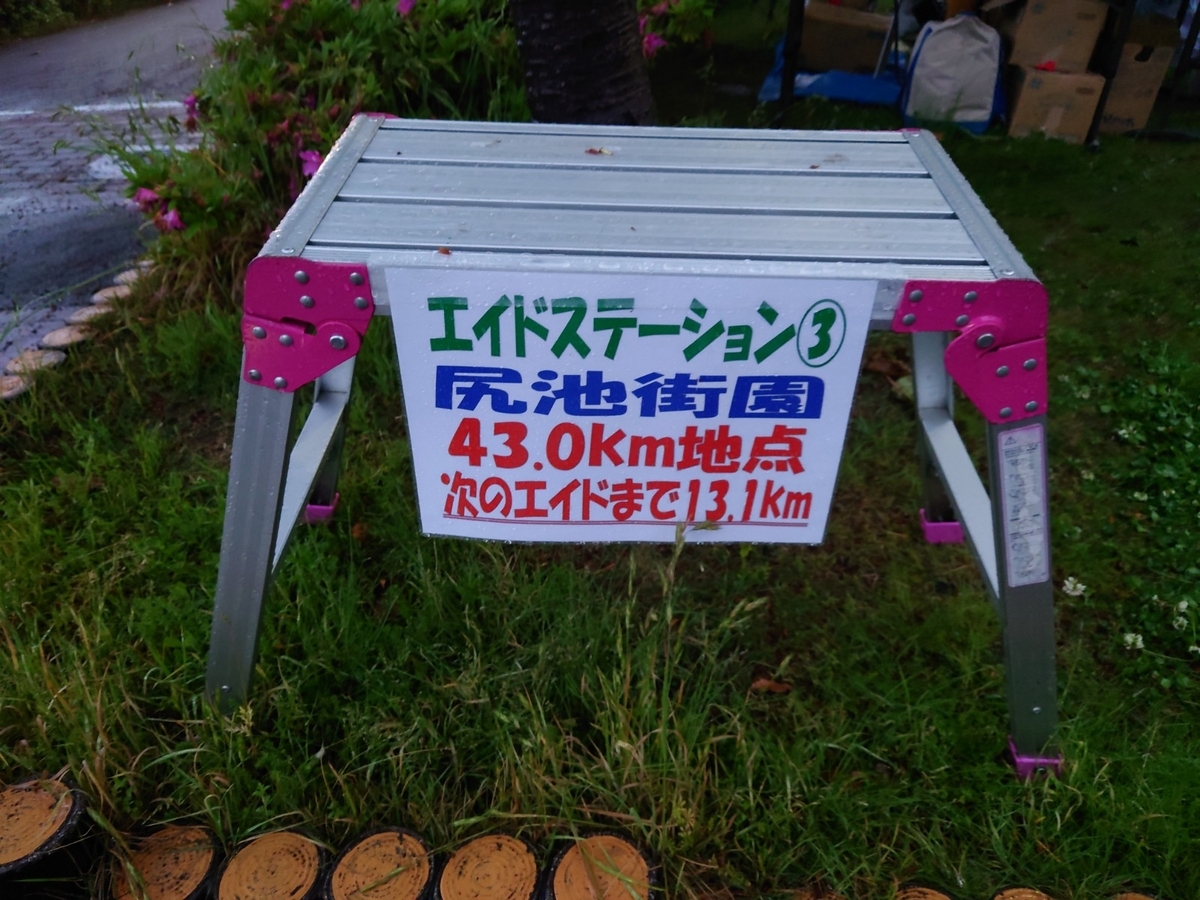 エイドステーション③
尻池街園
43.0Km地点
次のエイドまで13.1Km